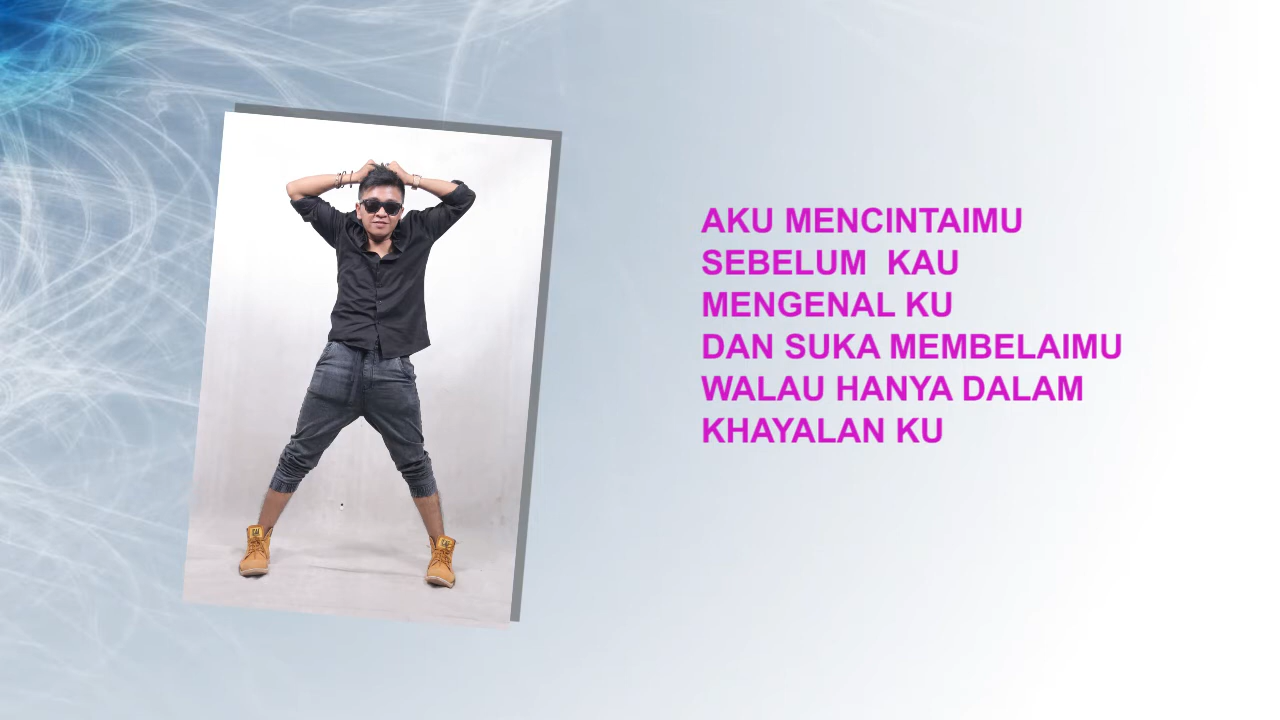 AKU MENCINTAIMU
SEBELUM  KAU
MENGENAL KU
DAN SUKA MEMBELAIMU
WALAU HANYA DALAM
KHAYALAN KU